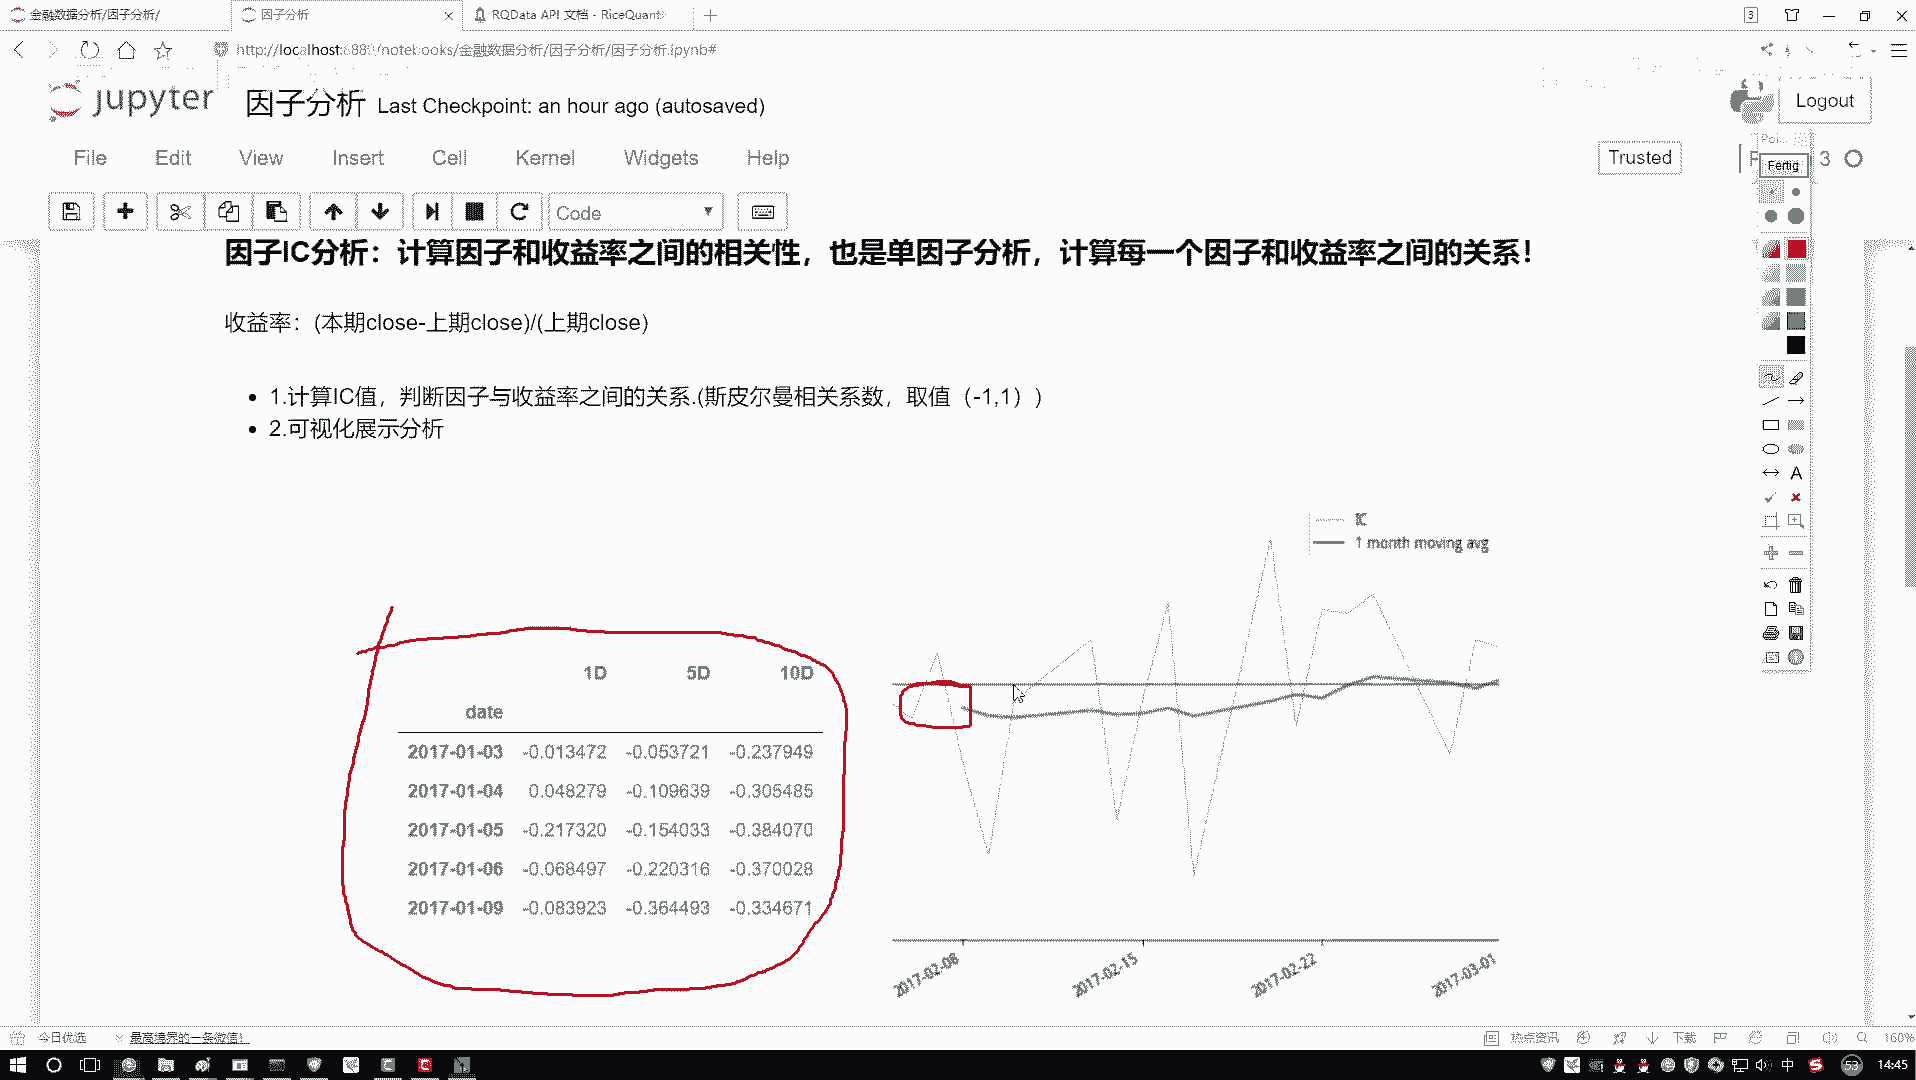 金融数据分析/因子分析/
因子分析
RQData API 文档 - RiceQuant
3
http://localhost:8889/notebooks/金融数据分析/因子分析/因子分析.ipynb#
jupyter
因子分析
Last Checkpoint: an hour ago (autosaved)
Logout
File
Edit
View
Insert
Cell
Kernel
Widgets
Help
Trusted
3
Fertig
Code
因子IC分析：计算因子和收益率之间的相关性，也是单因子分析，计算每一个因子和收益率之间的关系！
收益率：(本期close-上期close)/(上期close)
1.计算IC值，判断因子与收益率之间的关系.(斯皮尔曼相关系数，取值（-1,1））
2.可视化展示分析
IC
1 month moving avg
1D 5D 10D
date
2017-01-03 -0.013472 -0.053721 -0.237949
2017-01-04 0.048279 -0.109639 -0.305485
2017-01-05 -0.217320 -0.154033 -0.384070
2017-01-06 -0.068497 -0.220316 -0.370028
2017-01-09 -0.083923 -0.364493 -0.334671
2017-02-08
2017-02-15
2017-02-22
2017-03-01
A
今日优选
最高境界的一条微信！
热点资讯
下载
160%
中
53
14:45